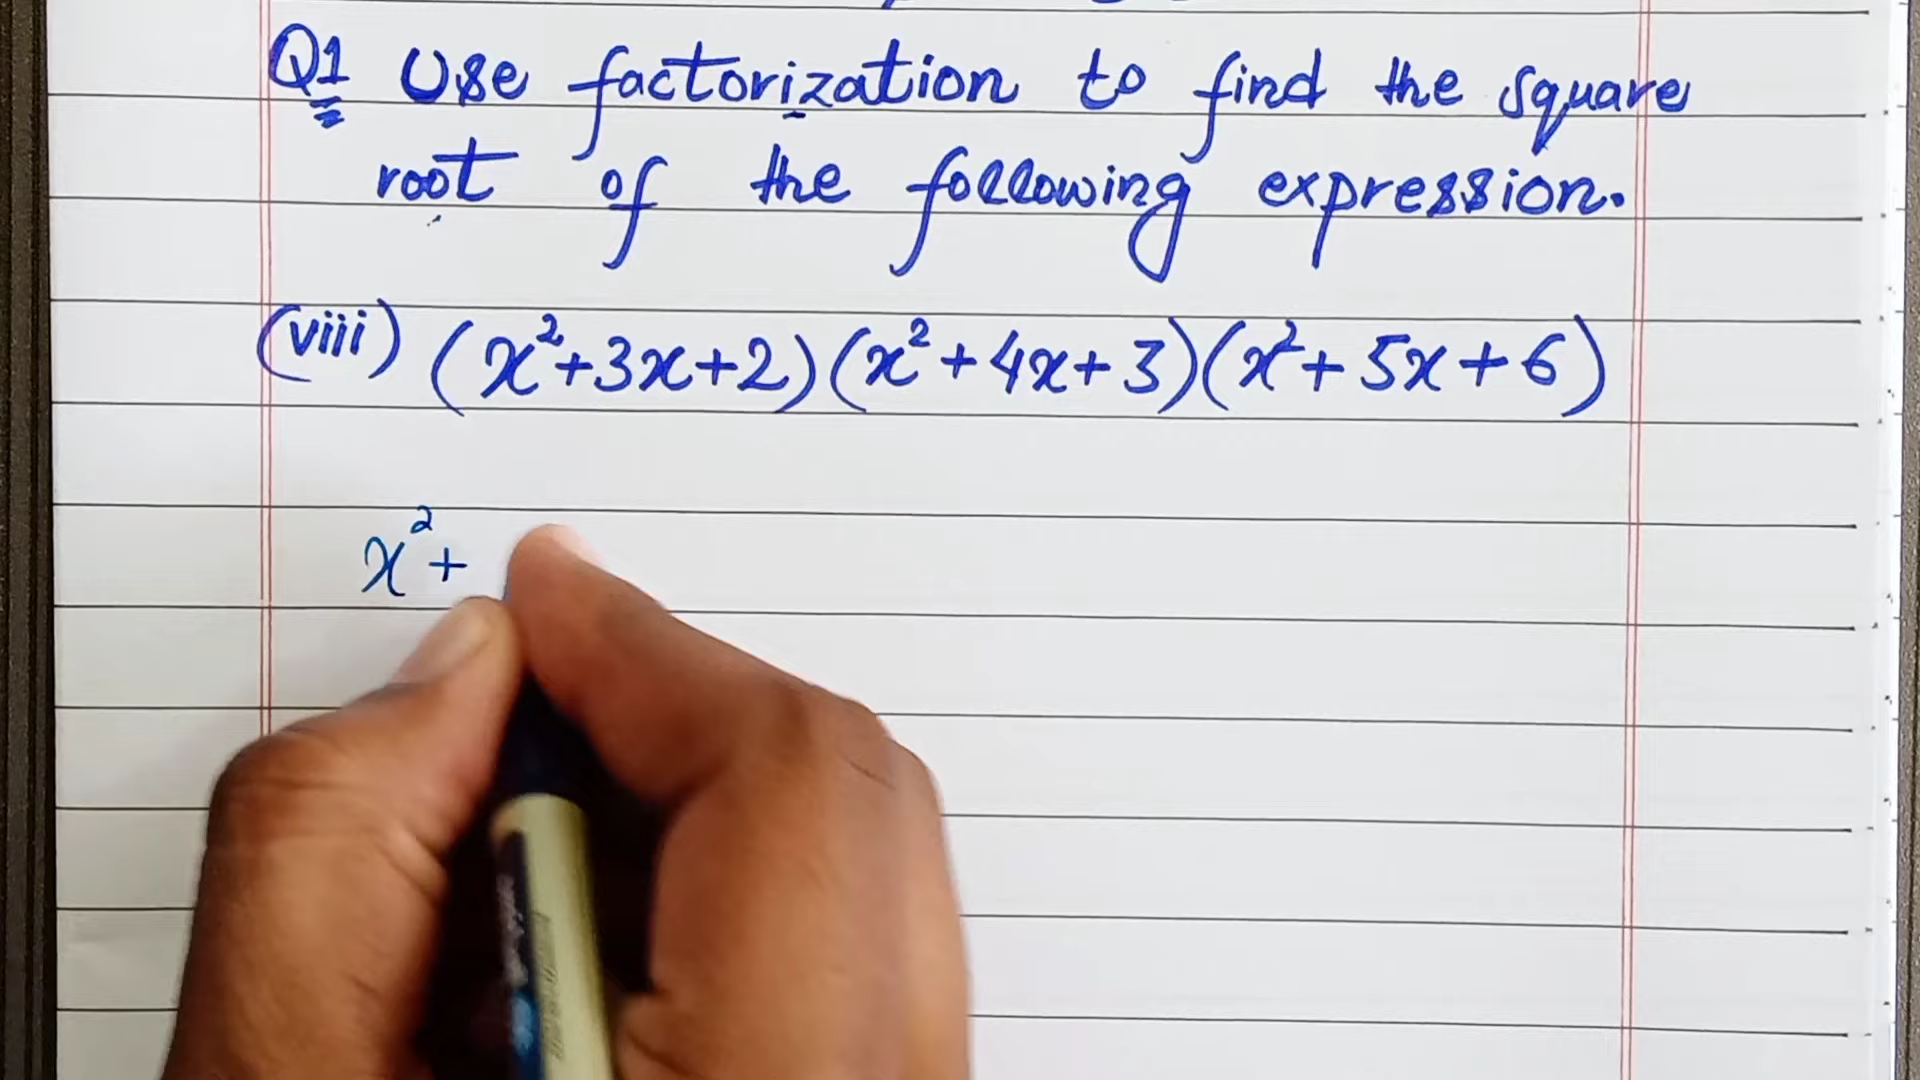 Q1 Use factorization to find the square
root of the following expression.
(viii) (x²+3x+2)(x²+4x+3)(x²+5x+6)
x²+